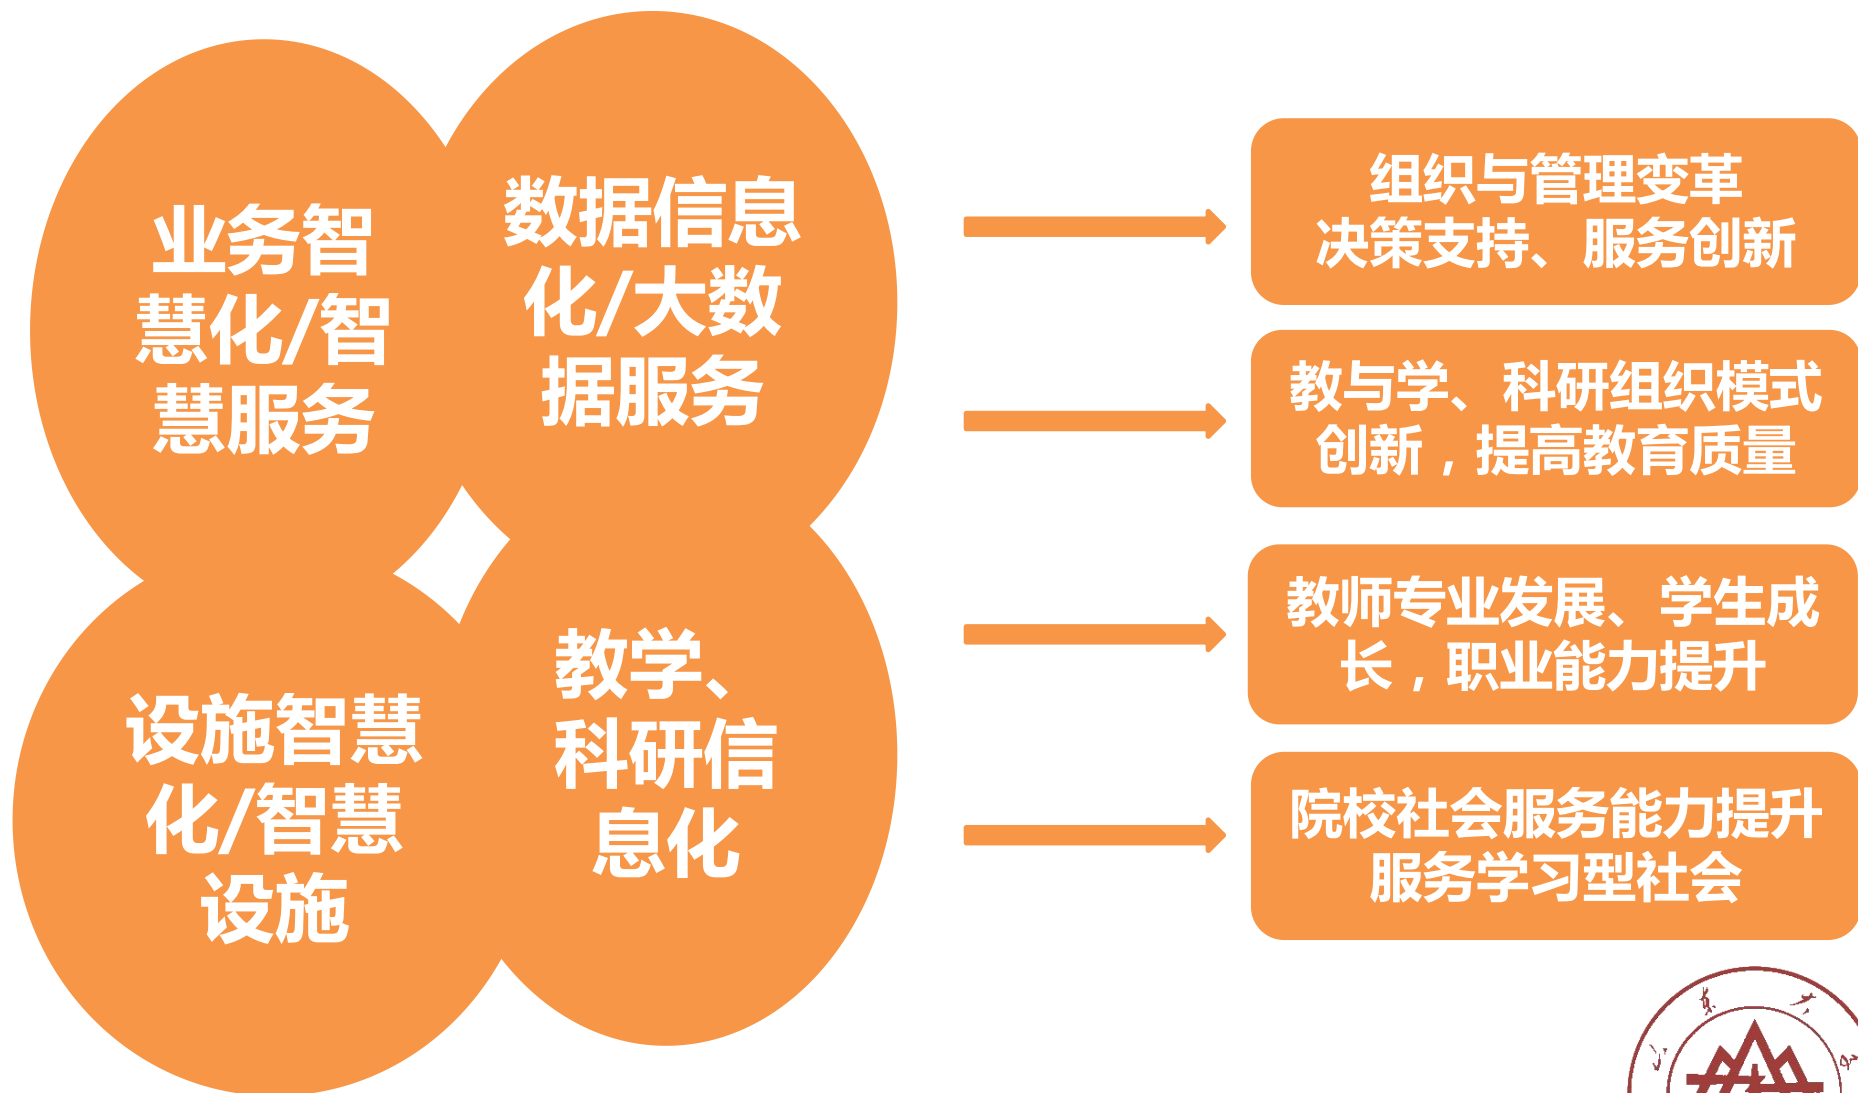 业务智
慧化/智
慧服务
数据信息
化/大数
据服务
设施智慧
化/智慧
设施
教学、
科研信
息化
组织与管理变革
决策支持、服务创新
教与学、科研组织模式
创新，提高教育质量
教师专业发展、学生成
长，职业能力提升
院校社会服务能力提升
服务学习型社会